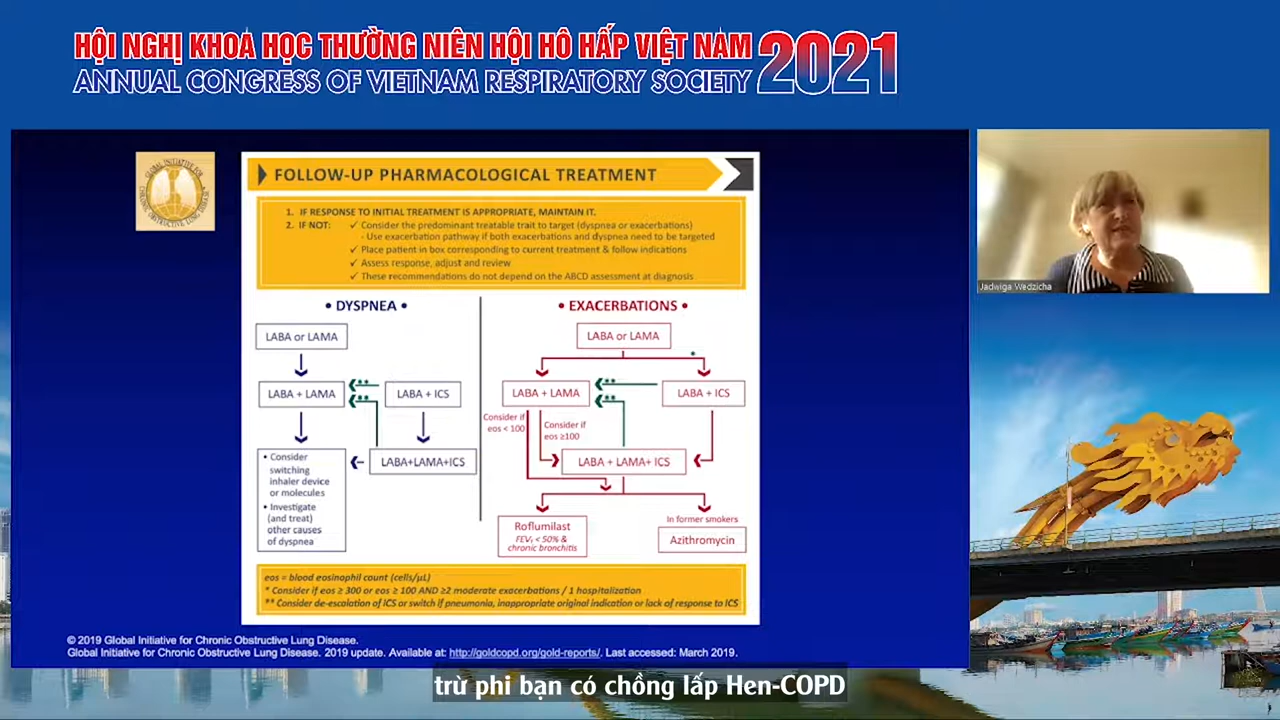 HỘI NGHỊ KHOA HỌC THƯỜNG NIÊN HỘI HÔ HẤP VIỆT NAM 2021
ANNUAL CONGRESS OF VIETNAM RESPIRATORY SOCIETY
GLOBAL INITIATIVE FOR
CHRONIC OBSTRUCTIVE LUNG DISEASE
FOLLOW-UP PHARMACOLOGICAL TREATMENT
1. IF RESPONSE TO INITIAL TREATMENT IS APPROPRIATE, MAINTAIN IT.
2. IF NOT: ✓ Consider the predominant treatable trait to target (dyspnea or exacerbations)
- Use exacerbation pathway if both exacerbations and dyspnea need to be targeted
✓ Place patient in box corresponding to current treatment & follow indications
✓ Assess response, adjust and review
✓ These recommendations do not depend on the ABCD assessment at diagnosis
• DYSPNEA •
LABA or LAMA
LABA + LAMA
**
**
LABA + ICS
• Consider
switching
inhaler device
or molecules
• Investigate
(and treat)
other causes
of dyspnea
LABA+LAMA+ICS
• EXACERBATIONS •
LABA or LAMA
*
LABA + LAMA
**
**
LABA + ICS
Consider if
eos < 100
Consider if
eos ≥100
LABA + LAMA+ ICS
Roflumilast
FEV₁ < 50% &
chronic bronchitis
In former smokers
Azithromycin
eos = blood eosinophil count (cells/µL)
* Consider if eos ≥ 300 or eos ≥ 100 AND ≥2 moderate exacerbations / 1 hospitalization
** Consider de-escalation of ICS or switch if pneumonia, inappropriate original indication or lack of response to ICS
© 2019 Global Initiative for Chronic Obstructive Lung Disease.
Global Initiative for Chronic Obstructive Lung Disease. 2019 update. Available at: http://goldcopd.org/gold-reports/. Last accessed: March 2019.
Jadwiga Wedzicha
trừ phi bạn có chồng lấp Hen-COPD